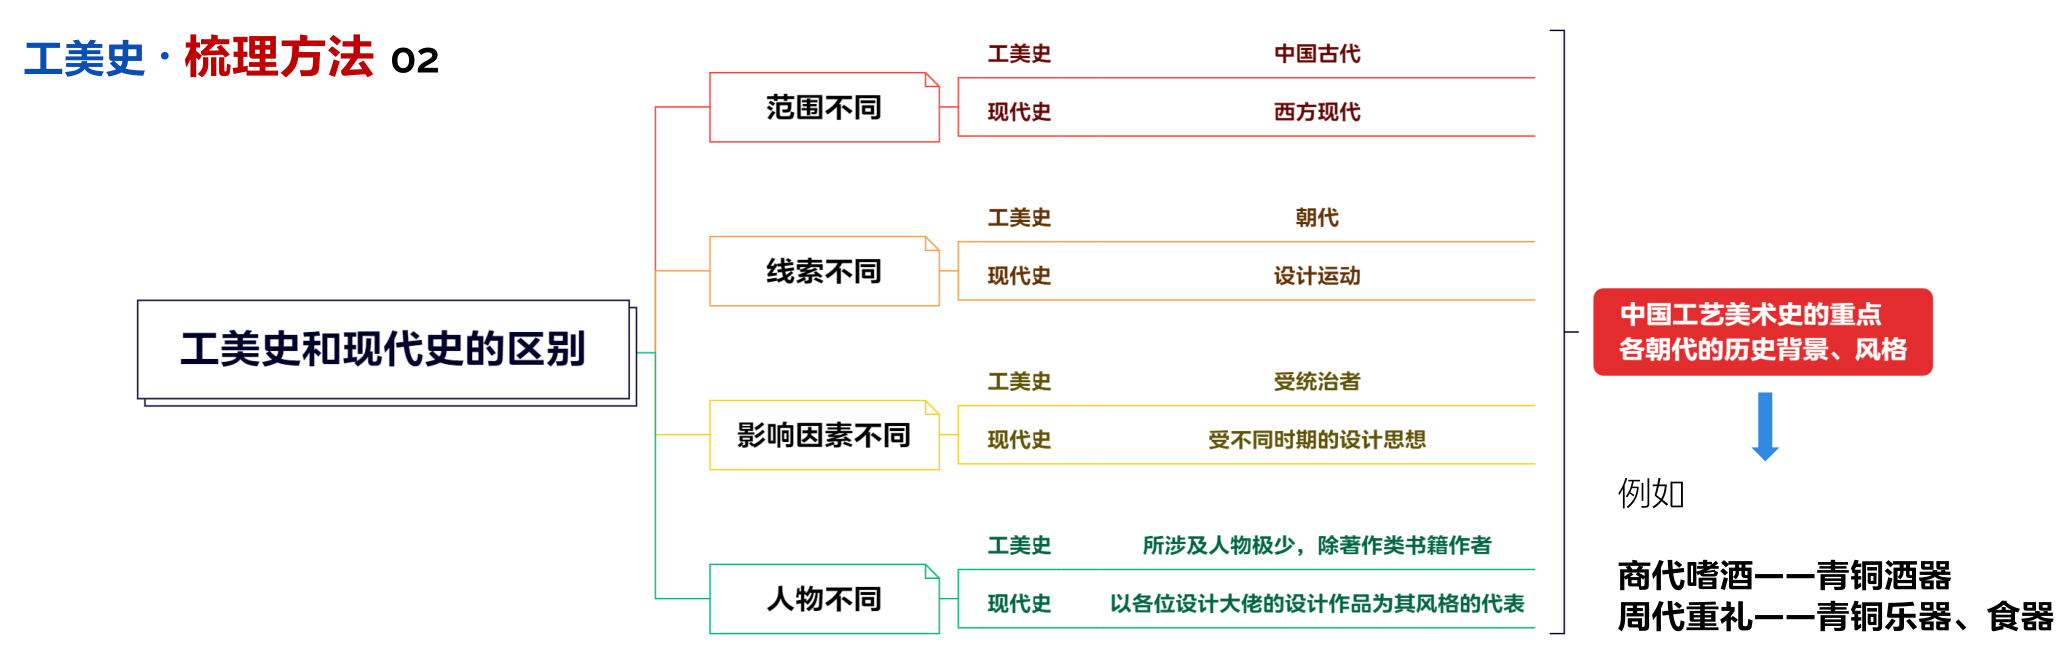 工美史·梳理方法 02
工美史和现代史的区别
范围不同
工美史 中国古代
现代史 西方现代
线索不同
工美史 朝代
现代史 设计运动
影响因素不同
工美史 受统治者
现代史 受不同时期的设计思想
人物不同
工美史 所涉及人物极少，除著作类书籍作者
现代史 以各位设计大佬的设计作品为其风格的代表
中国工艺美术史的重点
各朝代的历史背景、风格
例如
商代嗜酒——青铜酒器
周代重礼——青铜乐器、食器